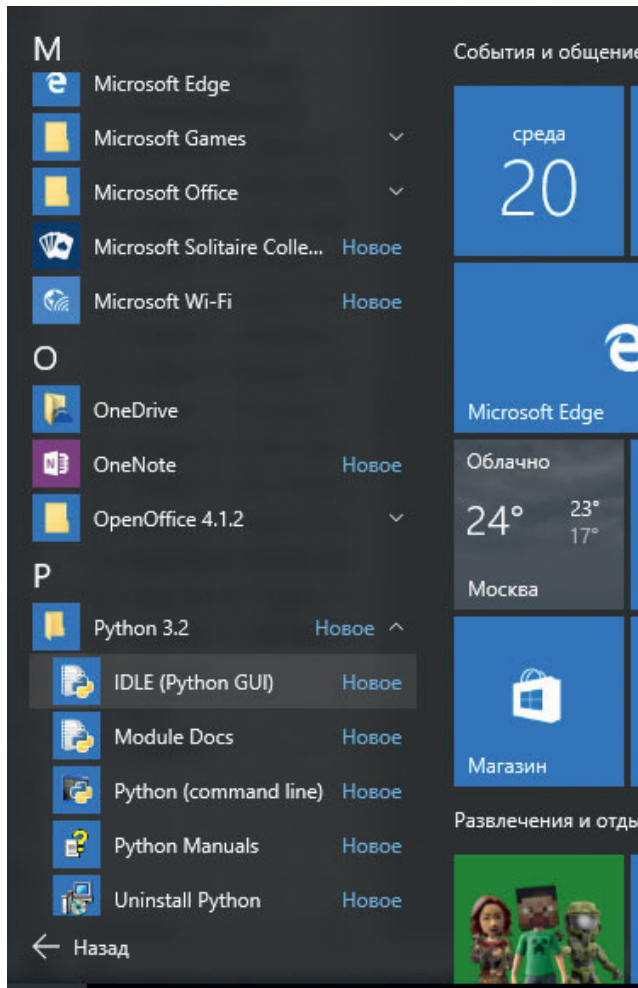 M
Microsoft Edge
Microsoft Games
Microsoft Office
Microsoft Solitaire Colle... Новое
Microsoft Wi-Fi Новое
O
OneDrive
OneNote Новое
OpenOffice 4.1.2
P
Python 3.2 Новое
IDLE (Python GUI) Новое
Module Docs Новое
Python (command line) Новое
Python Manuals Новое
Uninstall Python Новое
Назад
События и общение
среда
20
Microsoft Edge
Облачно
24° 23°
17°
Москва
Магазин
Развлечения и отды